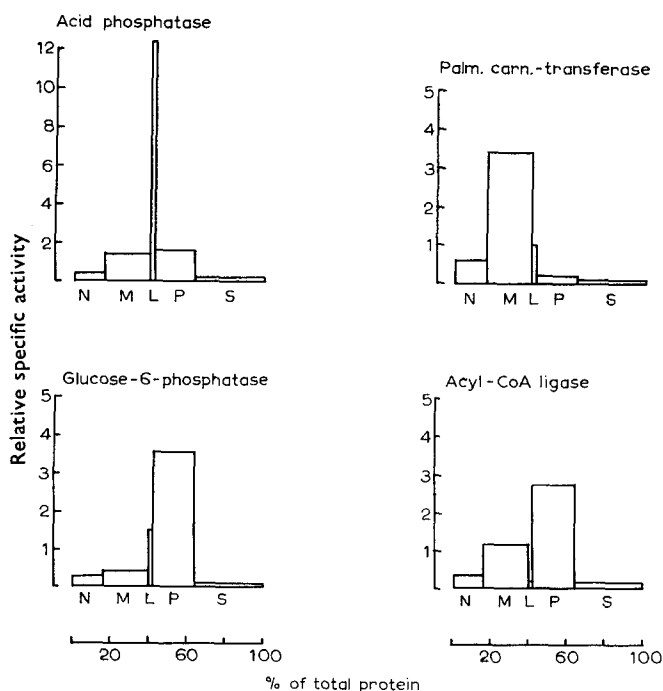 Acid phosphatase
12
10
8
6
4
2
N M L P S
Palm. carn.-transferase
5
4
3
2
1
N M L P S
Relative specific activity
Glucose-6-phosphatase
5
4
3
2
1
N M L P S
Acyl-CoA ligase
5
4
3
2
1
N M L P S
20 60 100
20 60 100
% of total protein